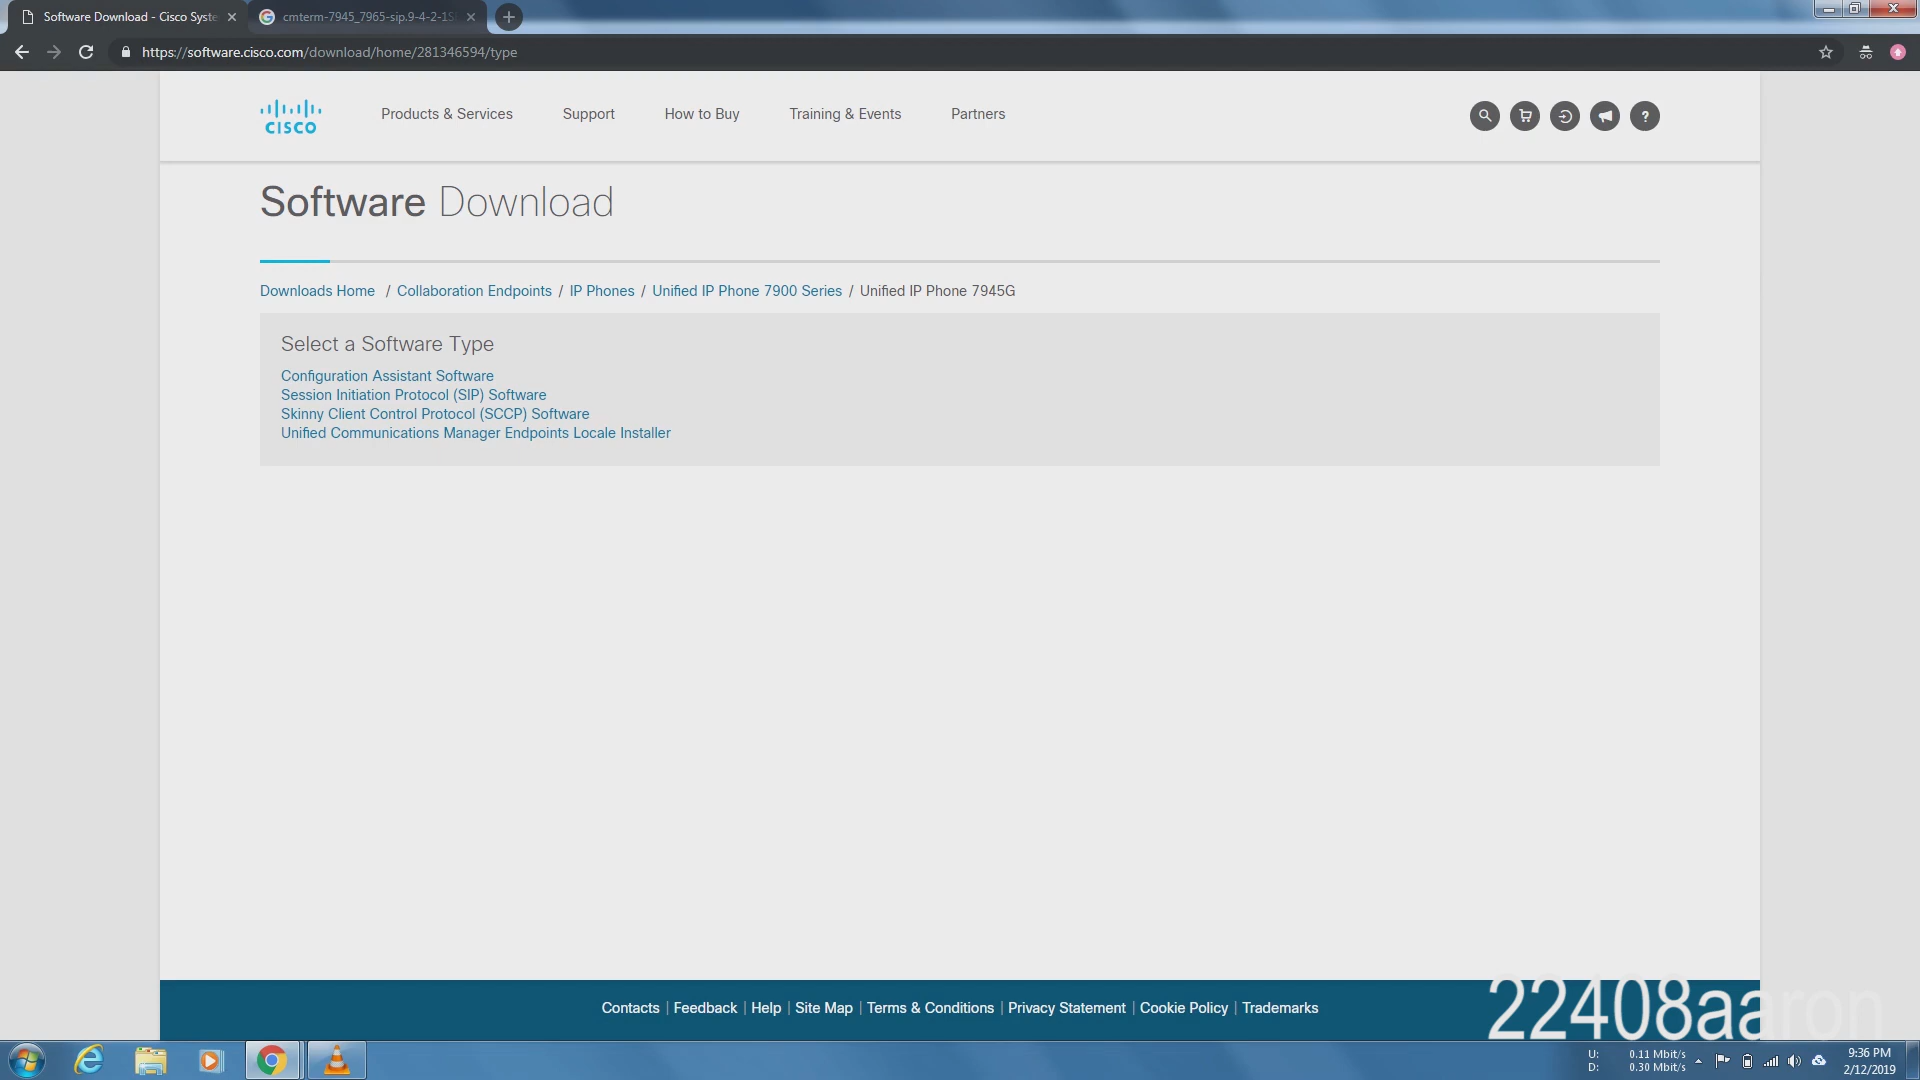 Software Download - Cisco Syste
cmterm-7945_7965-sip.9-4-2-1S
https://software.cisco.com/download/home/281346594/type
CISCO
Products & Services
Support
How to Buy
Training & Events
Partners
?
Software Download
Downloads Home / Collaboration Endpoints / IP Phones / Unified IP Phone 7900 Series / Unified IP Phone 7945G
Select a Software Type
Configuration Assistant Software
Session Initiation Protocol (SIP) Software
Skinny Client Control Protocol (SCCP) Software
Unified Communications Manager Endpoints Locale Installer
Contacts | Feedback | Help | Site Map | Terms & Conditions | Privacy Statement | Cookie Policy | Trademarks
22408aaron
U: 0.11 Mbit/s
D: 0.30 Mbit/s
9:36 PM
2/12/2019